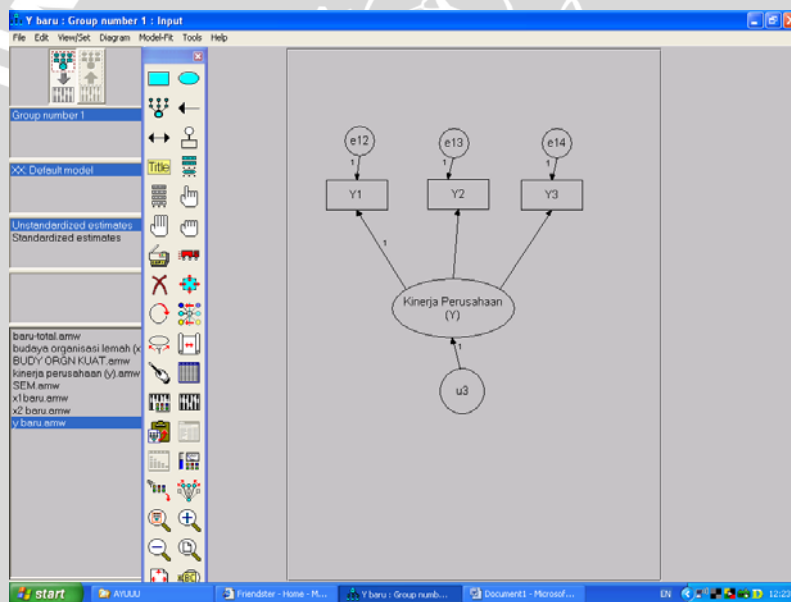 Y baru : Group number 1 : Input
File Edit View/Set Diagram Model-Fit Tools Help
Group number 1
XX: Default model
Unstandardized estimates
Standardized estimates
baru-total.amw
budaya organisasi lemah (x
BUDY ORGN KUAT.amw
kinerja perusahaan (y).amw
SEM.amw
x1baru.amw
x2 baru.amw
y baru.amw
Title
e12
e13
e14
1
1
1
Y1
Y2
Y3
1
Kinerja Perusahaan
(Y)
1
u3
start
AYUUU
Friendster - Home - M...
Y baru : Group numb...
Document1 - Microsof...
EN
12:23